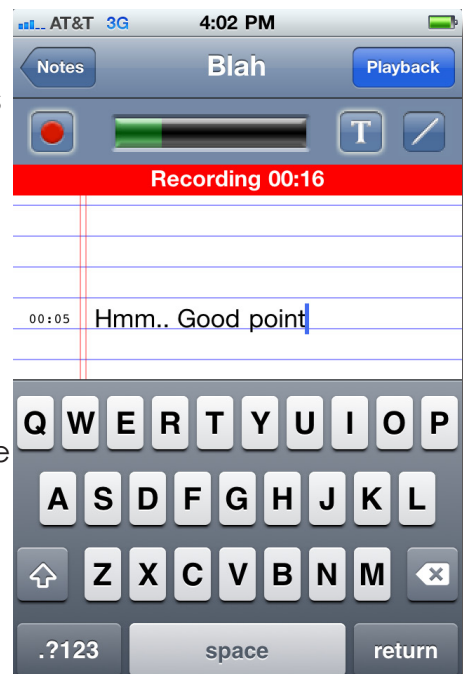 AT&T 3G 4:02 PM
Notes Blah Playback
T
Recording 00:16
00:05 Hmm.. Good point
Q W E R T Y U I O P
e
A S D F G H J K L
Z X C V B N M
.?123 space return